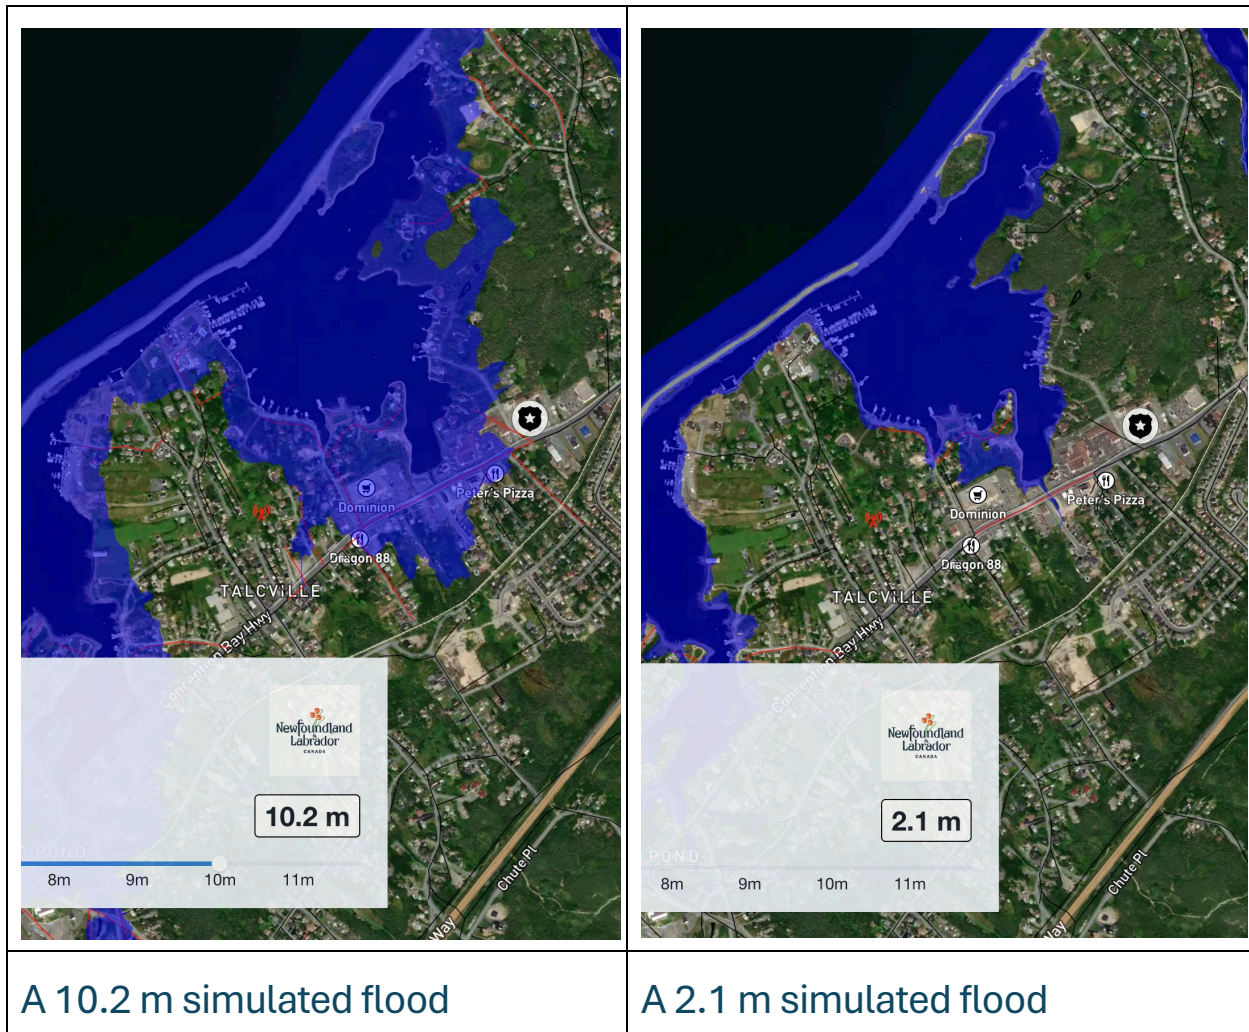 Dominion
Peter's Pizza
Dragon 88
TALCVILLE
Conception Bay Hwy
Newfoundland
Labrador
CANADA
10.2 m
POND
8m 9m 10m 11m
Chute Pl
Way
A 10.2 m simulated flood
Dominion
Peter's Pizza
Dragon 88
TALCVILLE
Conception Bay Hwy
Newfoundland
Labrador
CANADA
2.1 m
POND
8m 9m 10m 11m
Chute Pl
Way
A 2.1 m simulated flood